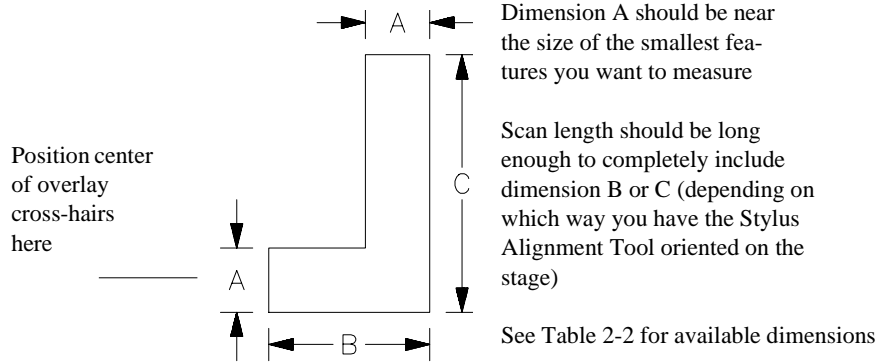 A
Dimension A should be near
the size of the smallest fea-
tures you want to measure
Scan length should be long
enough to completely include
dimension B or C (depending on
which way you have the Stylus
Alignment Tool oriented on the
stage)
See Table 2-2 for available dimensions
C
Position center
of overlay
cross-hairs
here
A
B